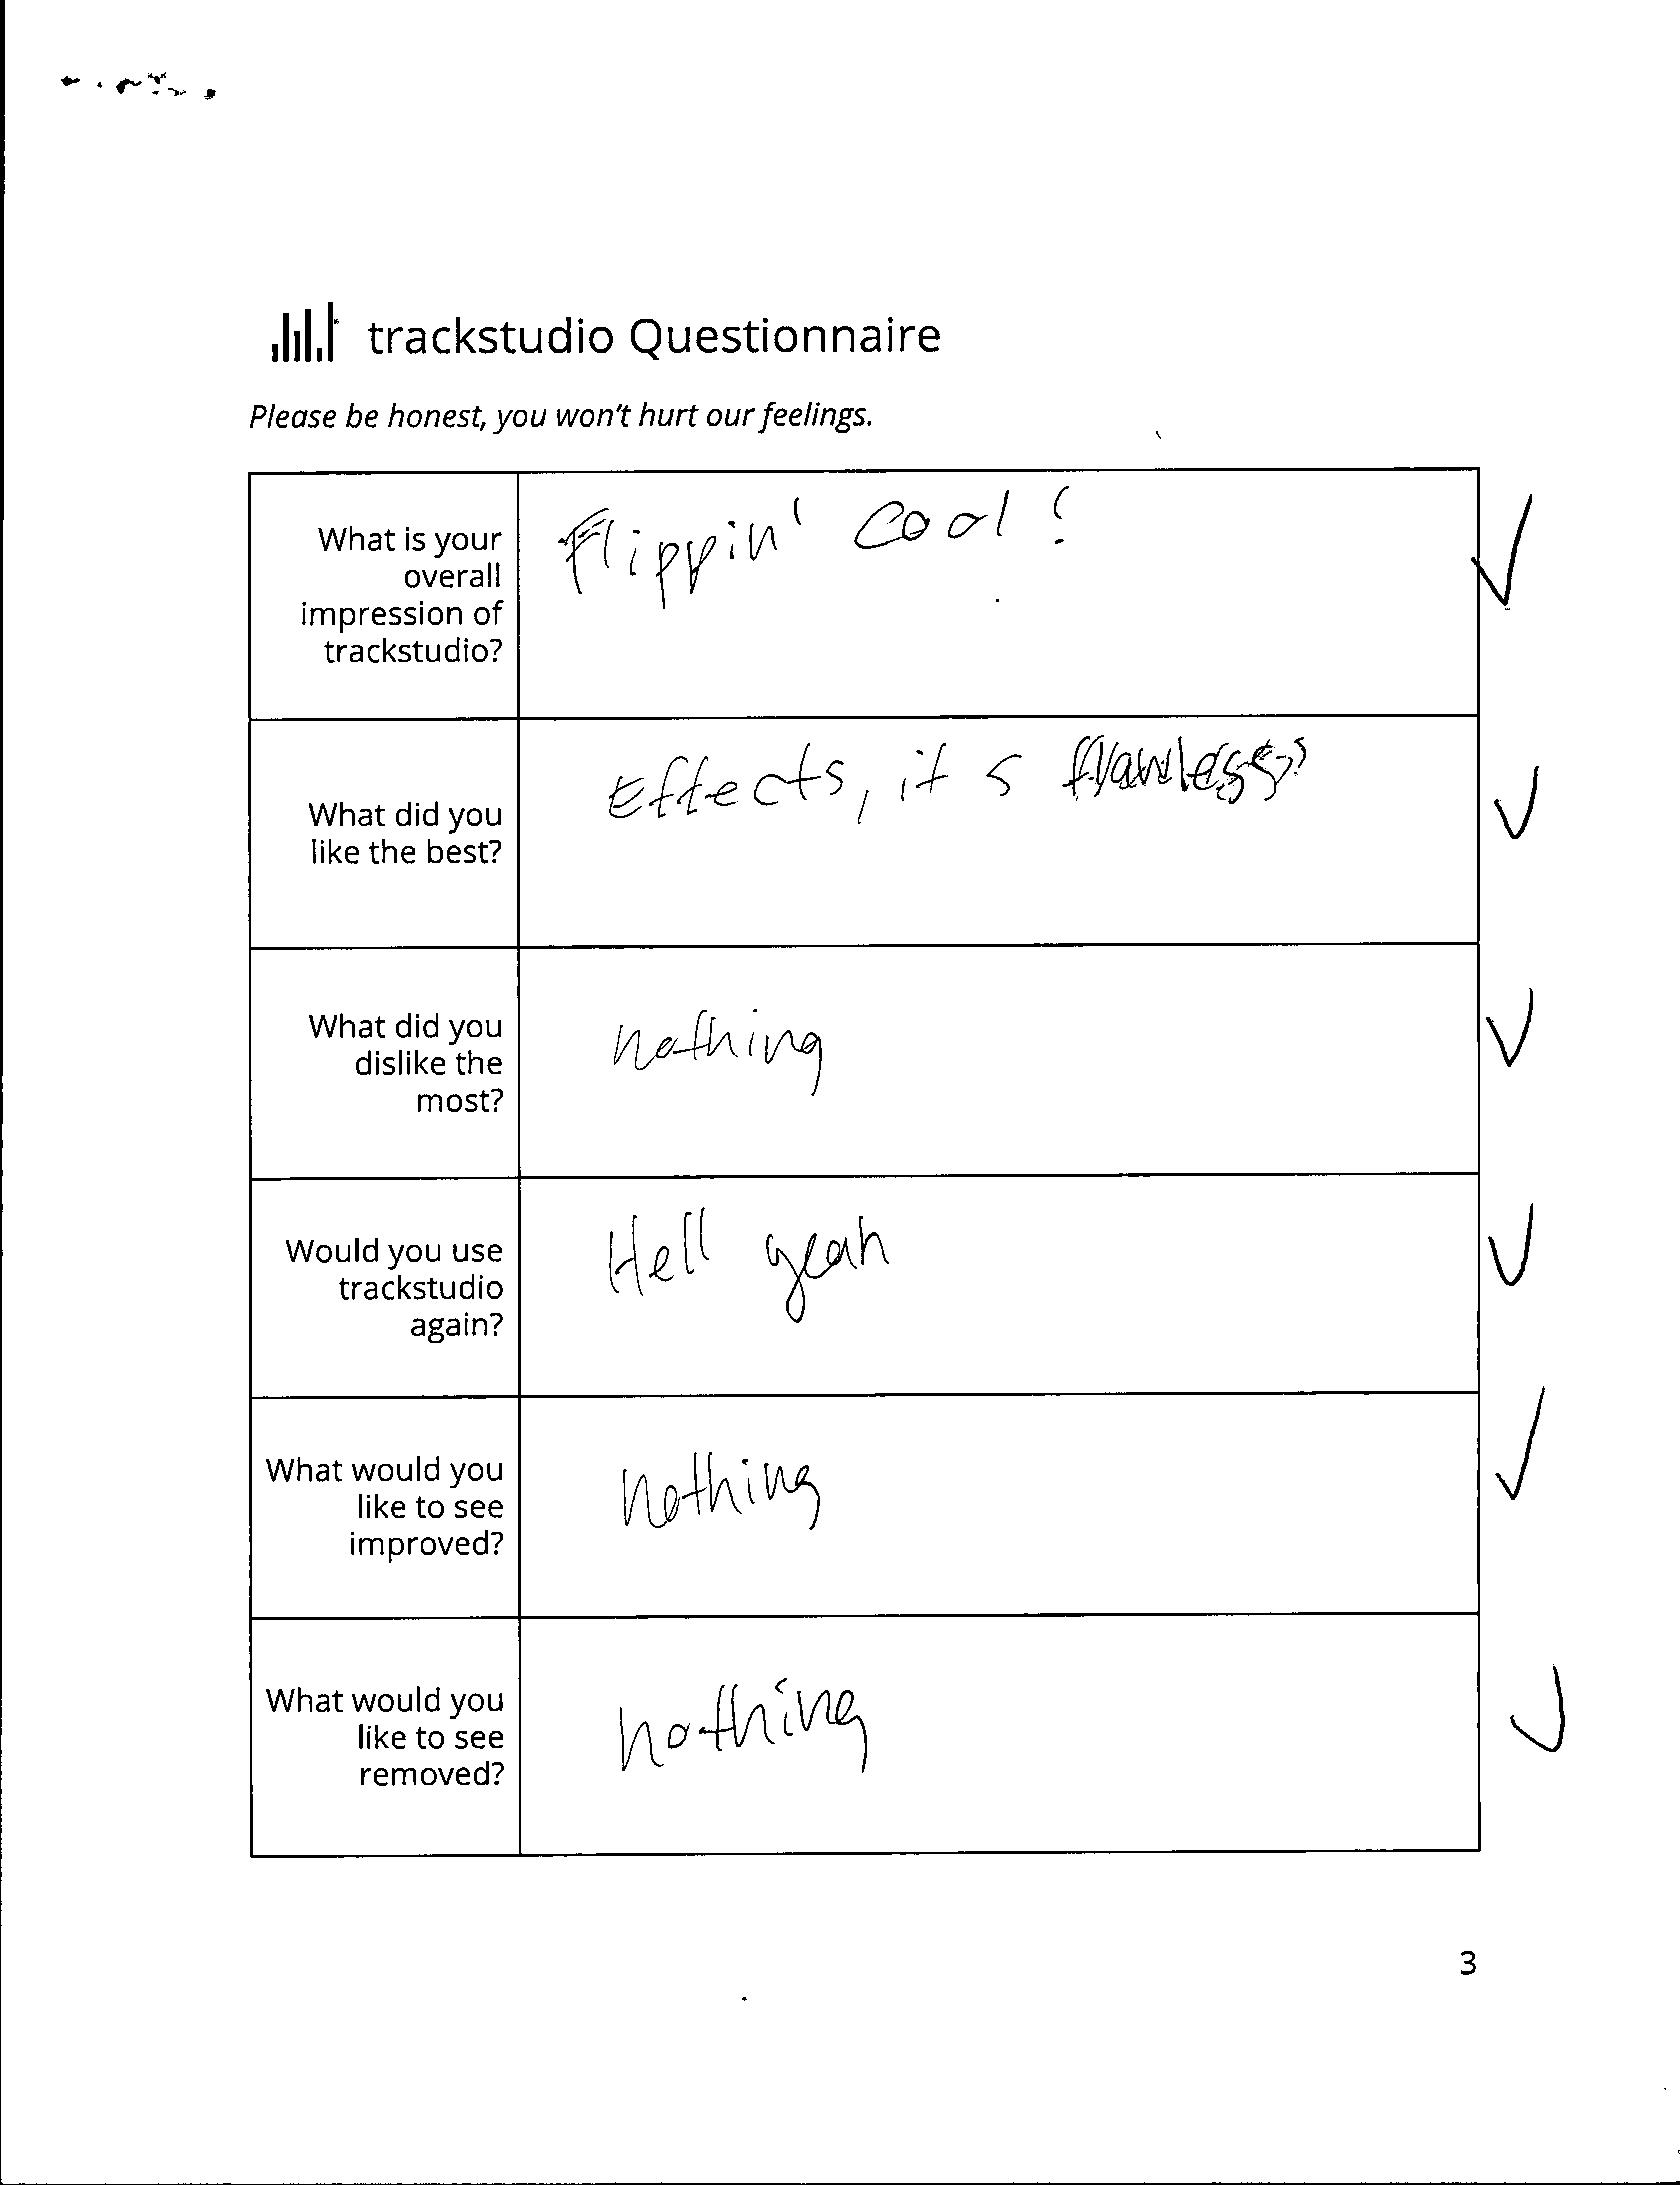 trackstudio Questionnaire
Please be honest, you won't hurt our feelings.
What is your
overall
impression of
trackstudio?
Flippin' Cool!
What did you
like the best?
Effects, it s flawless
What did you
dislike the
most?
nothing
Would you use
trackstudio
again?
Hell yeah
What would you
like to see
improved?
nothing
What would you
like to see
removed?
nothing
3